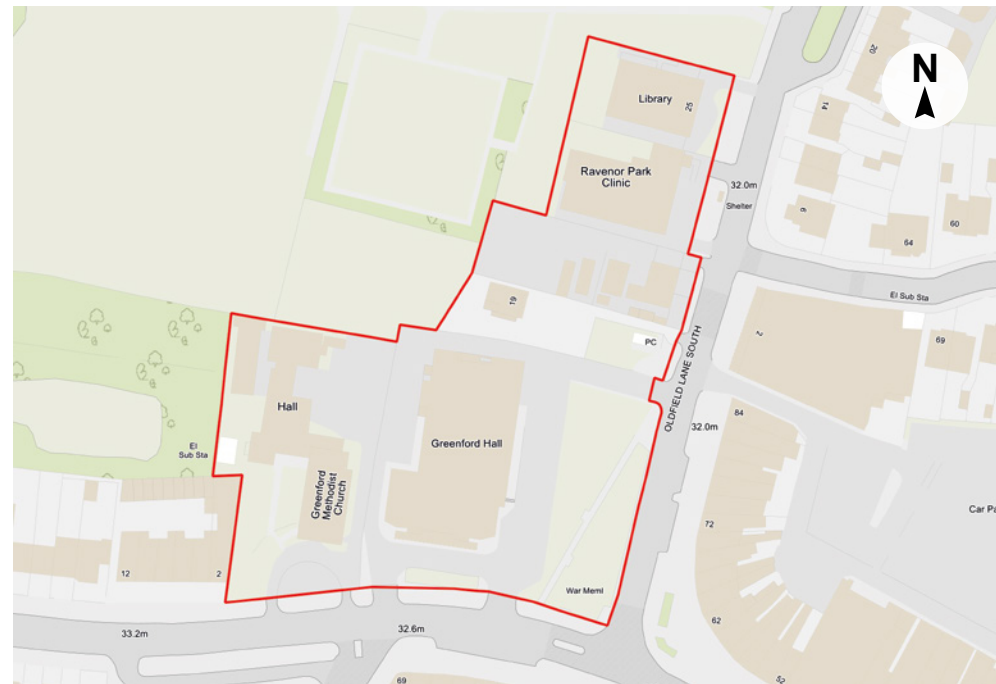 N
20
14
Library
25
Ravenor Park
Clinic
32.0m
Shelter
6
64
60
El Sub Sta
19
PC
2
69
OLDFIELD LANE SOUTH
Hall
84
32.0m
El
Sub Sta
Greenford Hall
Greenford
Methodist
Church
Car Pa
72
12
2
War Meml
33.2m
32.6m
62
69
52